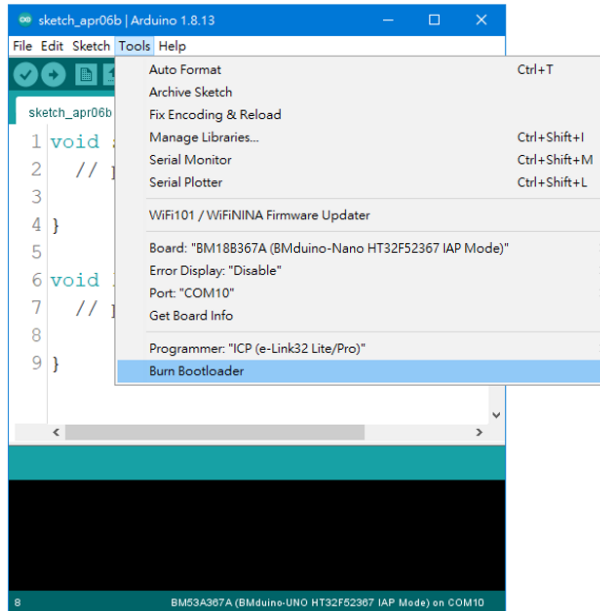 sketch_apr06b | Arduino 1.8.13
File Edit Sketch Tools Help
sketch_apr06b
Auto Format Ctrl+T
Archive Sketch
Fix Encoding & Reload
Manage Libraries... Ctrl+Shift+I
Serial Monitor Ctrl+Shift+M
Serial Plotter Ctrl+Shift+L
WiFi101 / WiFiNINA Firmware Updater
Board: "BM18B367A (BMduino-Nano HT32F52367 IAP Mode)"
Error Display: "Disable"
Port: "COM10"
Get Board Info
Programmer: "ICP (e-Link32 Lite/Pro)"
Burn Bootloader
1 void
2 //
3
4 }
5
6 void
7 //
8
9 }
8 BM53A367A (BMduino-UNO HT32F52367 IAP Mode) on COM10